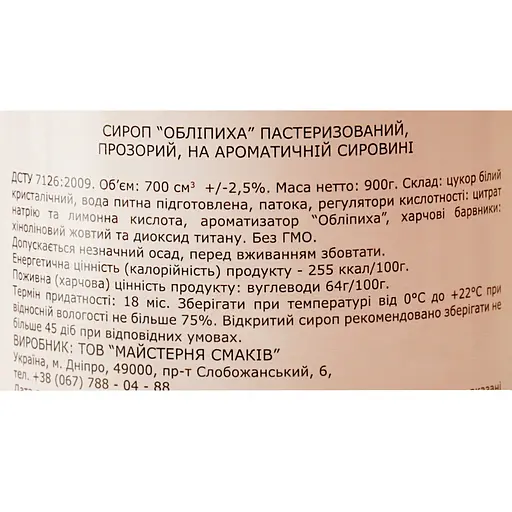 СИРОП “ОБЛІПИХА” ПАСТЕРИЗОВАНИЙ,
ПРОЗОРИЙ, НА АРОМАТИЧНІЙ СИРОВИНІ
ДСТУ 7126:2009. Об’єм: 700 см³ +/-2,5%. Маса нетто: 900г. Склад: цукор білий
кристалічний, вода питна підготовлена, патока, регулятори кислотності: цитрат
натрію та лимонна кислота, ароматизатор “Обліпиха”, харчові барвники:
хіноліновий жовтий та диоксид титану. Без ГМО.
Допускається незначний осад, перед вживанням збовтати.
Енергетична цінність (калорійність) продукту - 255 ккал/100г.
Поживна (харчова) цінність продукту: вуглеводи 64г/100г.
Термін придатності: 18 міс. Зберігати при температурі від 0°С до +22°С при
відносній вологості не більше 75%. Відкритий сироп рекомендовано зберігати не
більше 45 діб при відповідних умовах.
ВИРОБНИК: ТОВ “МАЙСТЕРНЯ СМАКІВ”
Україна, м. Дніпро, 49000, пр-т Слобожанський, 6,
тел. +38 (067) 788 - 04 - 88